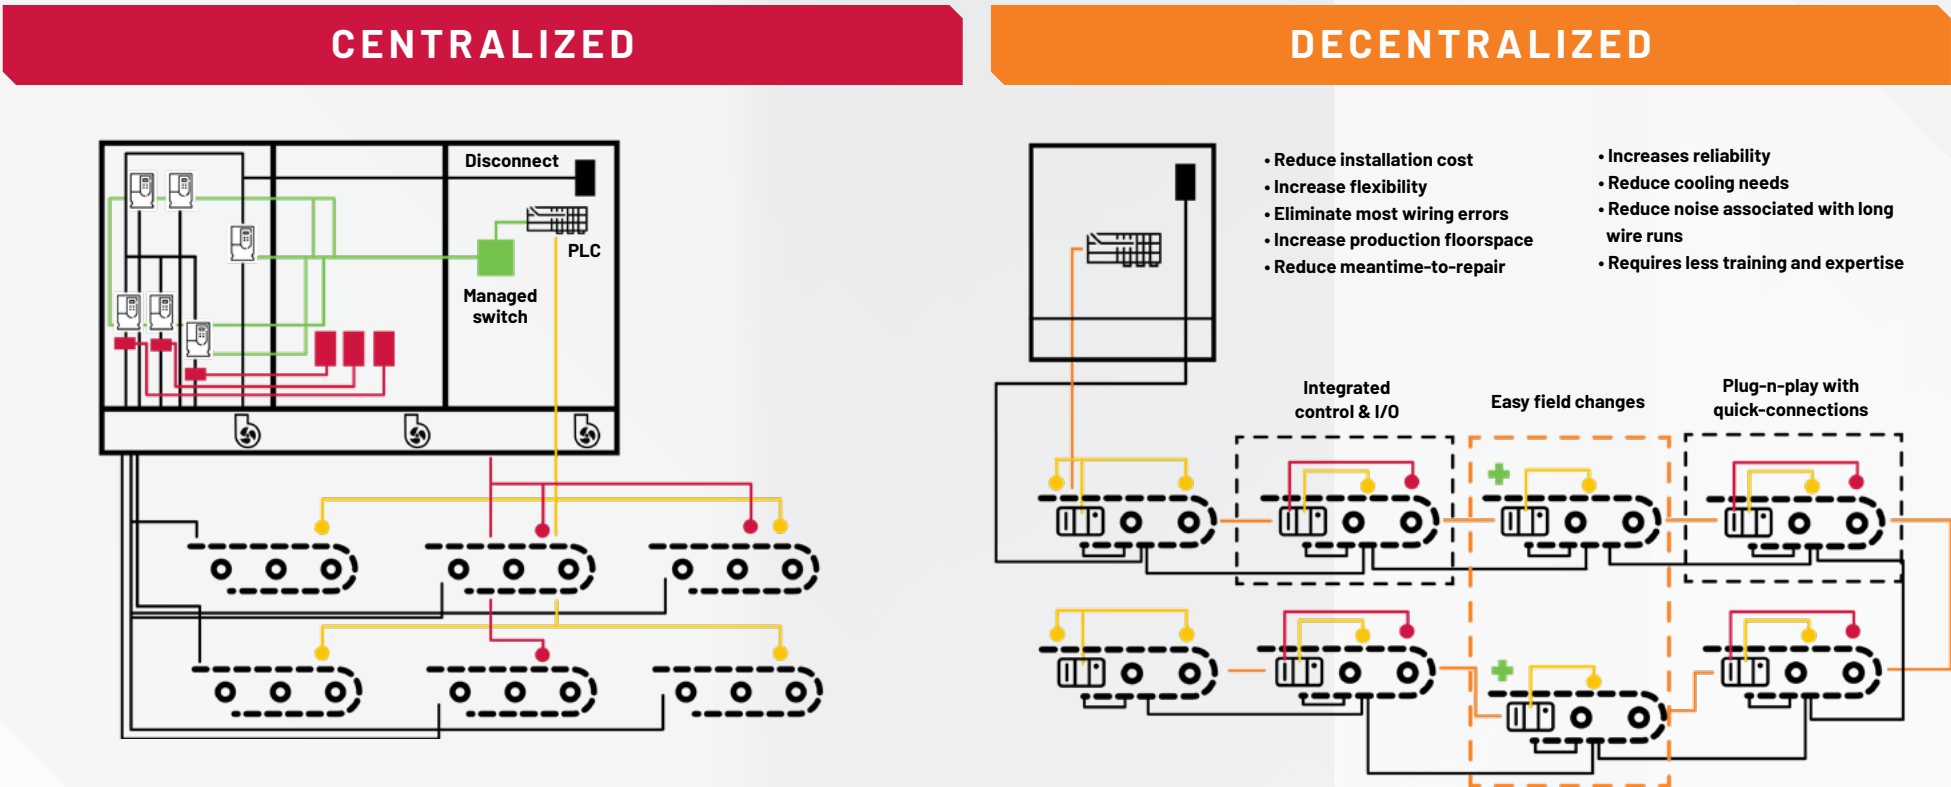 CENTRALIZED
Disconnect
PLC
Managed
switch
DECENTRALIZED
• Reduce installation cost
• Increase flexibility
• Eliminate most wiring errors
• Increase production floorspace
• Reduce meantime-to-repair
• Increases reliability
• Reduce cooling needs
• Reduce noise associated with long
wire runs
• Requires less training and expertise
Integrated
control & I/O
Easy field changes
Plug-n-play with
quick-connections